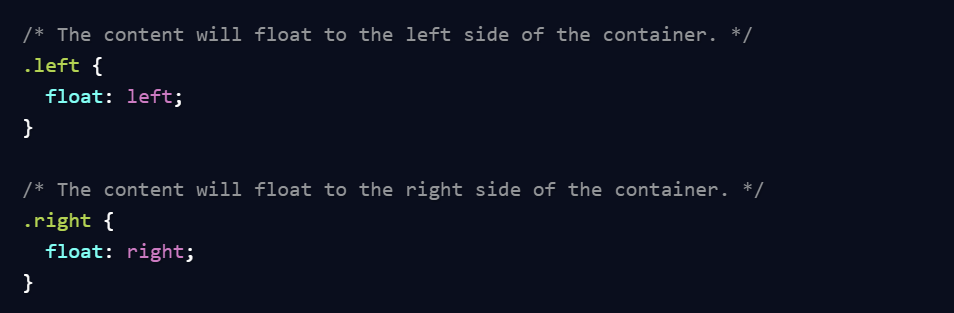 /* The content will float to the left side of the container. */
.left {
  float: left;
}

/* The content will float to the right side of the container. */
.right {
  float: right;
}